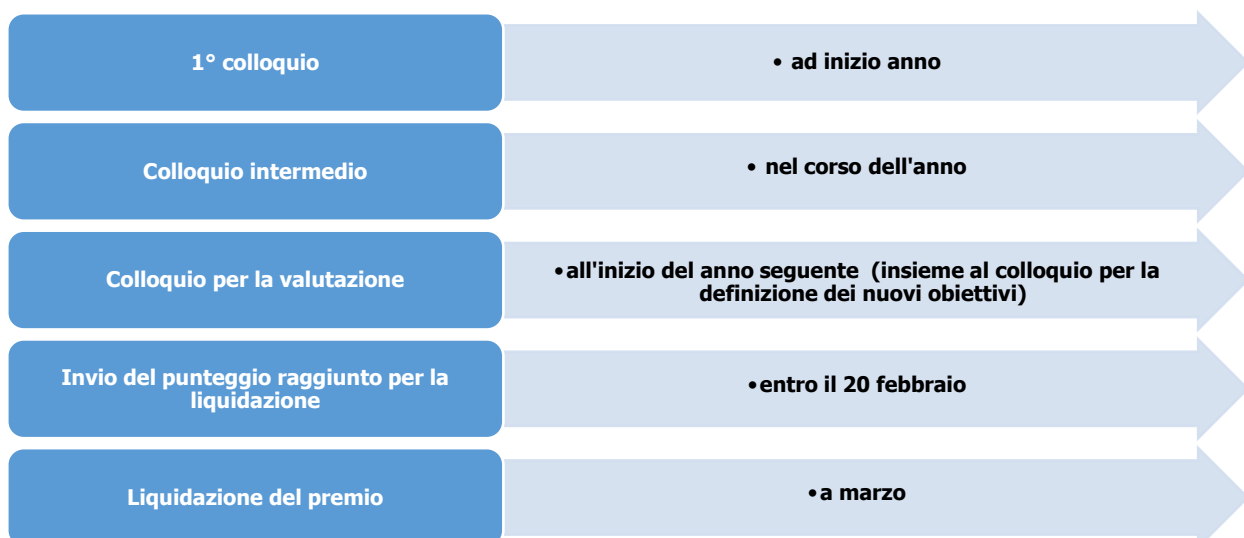 1° colloquio
• ad inizio anno
Colloquio intermedio
• nel corso dell'anno
Colloquio per la valutazione
•all'inizio del anno seguente (insieme al colloquio per la
definizione dei nuovi obiettivi)
Invio del punteggio raggiunto per la
liquidazione
•entro il 20 febbraio
Liquidazione del premio
•a marzo